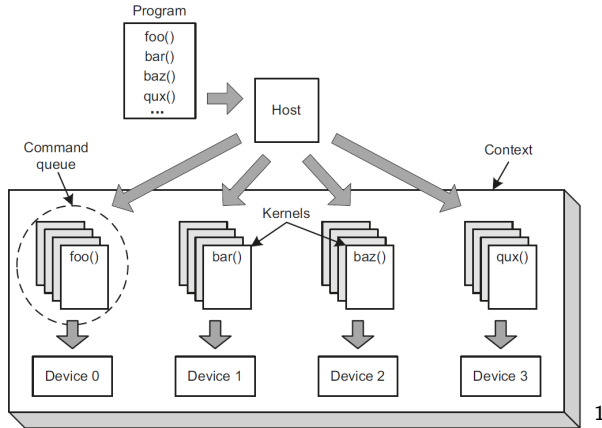 Program
foo()
bar()
baz()
qux()
...
Host
Command
queue
Context
Kernels
foo()
bar()
baz()
qux()
Device 0
Device 1
Device 2
Device 3
1